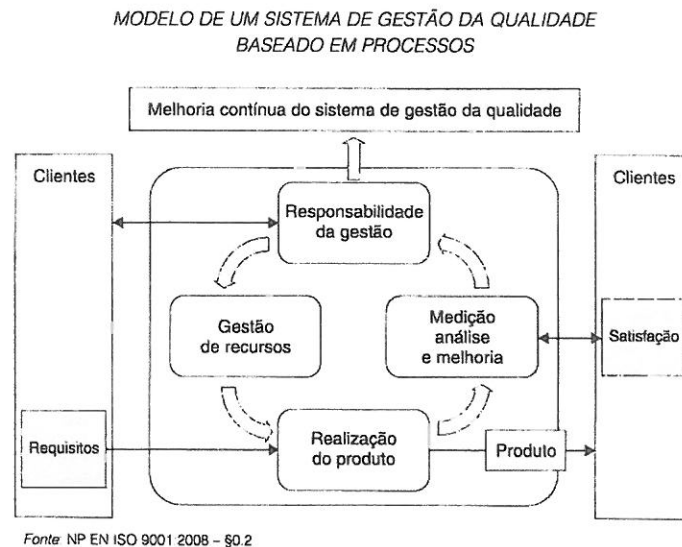 MODELO DE UM SISTEMA DE GESTÃO DA QUALIDADE
BASEADO EM PROCESSOS
Melhoria contínua do sistema de gestão da qualidade
Clientes
Clientes
Responsabilidade
da gestão
Gestão
de recursos
Medição
análise
e melhoria
Satisfação
Requisitos
Realização
do produto
Produto
Fonte NP EN ISO 9001 2008 – §0.2